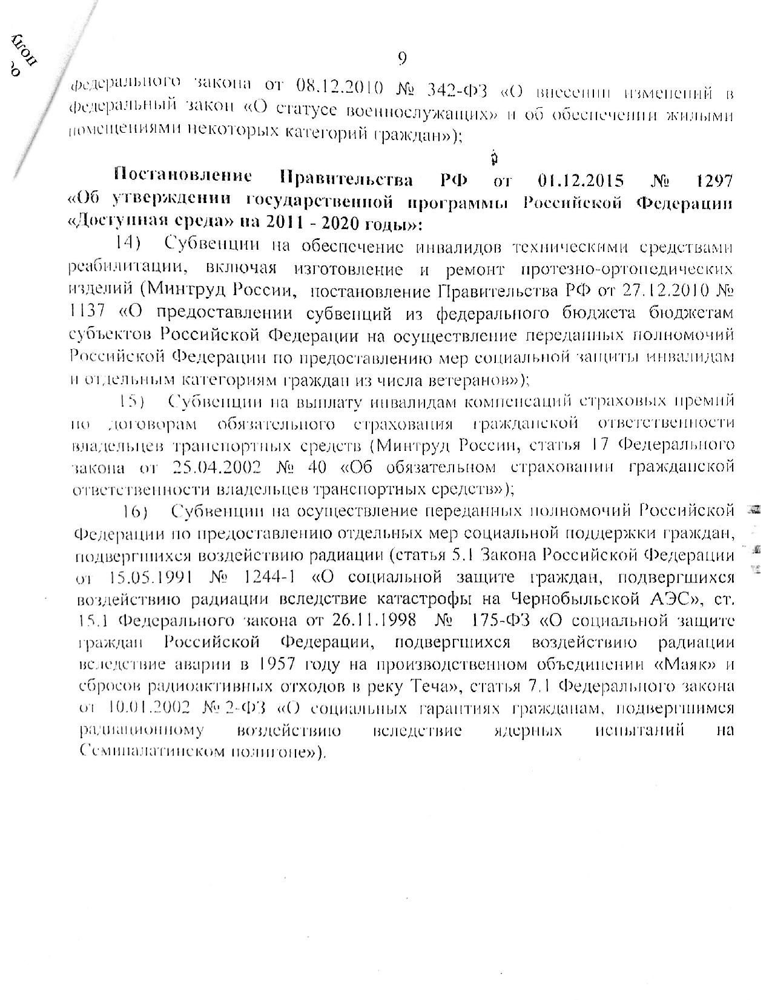 9
федерального закона от 08.12.2010 № 342-ФЗ «О внесении изменений в
федеральный закон «О статусе военнослужащих» и об обеспечении жилыми
помещениями некоторых категорий граждан»);
Постановление Правительства РФ от 01.12.2015 № 1297
«Об утверждении государственной программы Российской Федерации
«Доступная среда» на 2011 - 2020 годы»:
14) Субвенции на обеспечение инвалидов техническими средствами
реабилитации, включая изготовление и ремонт протезно-ортопедических
изделий (Минтруд России, постановление Правительства РФ от 27.12.2010 №
1137 «О предоставлении субвенций из федерального бюджета бюджетам
субъектов Российской Федерации на осуществление переданных полномочий
Российской Федерации по предоставлению мер социальной защиты инвалидам
и отдельным категориям граждан из числа ветеранов»);
15) Субвенции на выплату инвалидам компенсаций страховых премий
по договорам обязательного страхования гражданской ответственности
владельцев транспортных средств (Минтруд России, статья 17 Федерального
закона от 25.04.2002 № 40 «Об обязательном страховании гражданской
ответственности владельцев транспортных средств»);
16) Субвенции на осуществление переданных полномочий Российской
Федерации по предоставлению отдельных мер социальной поддержки граждан,
подвергшихся воздействию радиации (статья 5.1 Закона Российской Федерации
от 15.05.1991 № 1244-1 «О социальной защите граждан, подвергшихся
воздействию радиации вследствие катастрофы на Чернобыльской АЭС», ст.
15.1 Федерального закона от 26.11.1998 № 175-ФЗ «О социальной защите
граждан Российской Федерации, подвергшихся воздействию радиации
вследствие аварии в 1957 году на производственном объединении «Маяк» и
сбросов радиоактивных отходов в реку Теча», статья 7.1 Федерального закона
от 10.01.2002 № 2-ФЗ «О социальных гарантиях гражданам, подвергшимся
радиационному воздействию вследствие ядерных испытаний на
Семипалатинском полигоне»).